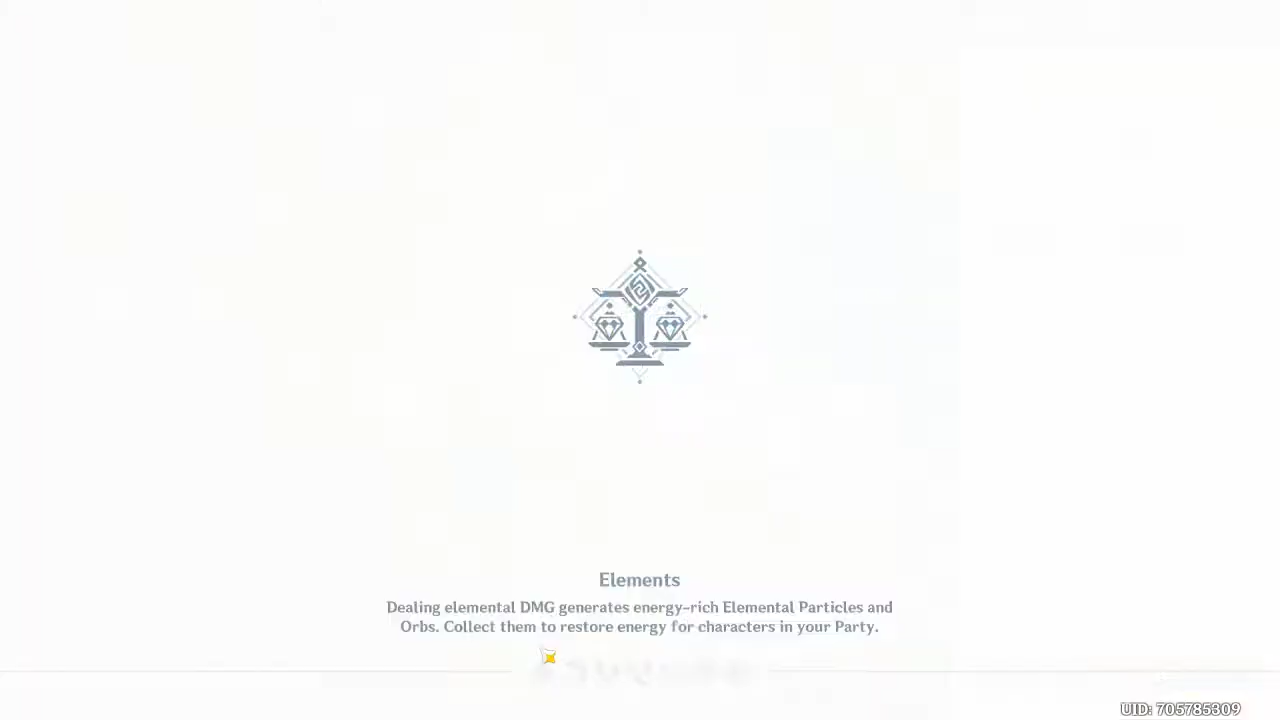 Elements
Dealing elemental DMG generates energy-rich Elemental Particles and
Orbs. Collect them to restore energy for characters in your Party.
UID: 705785309